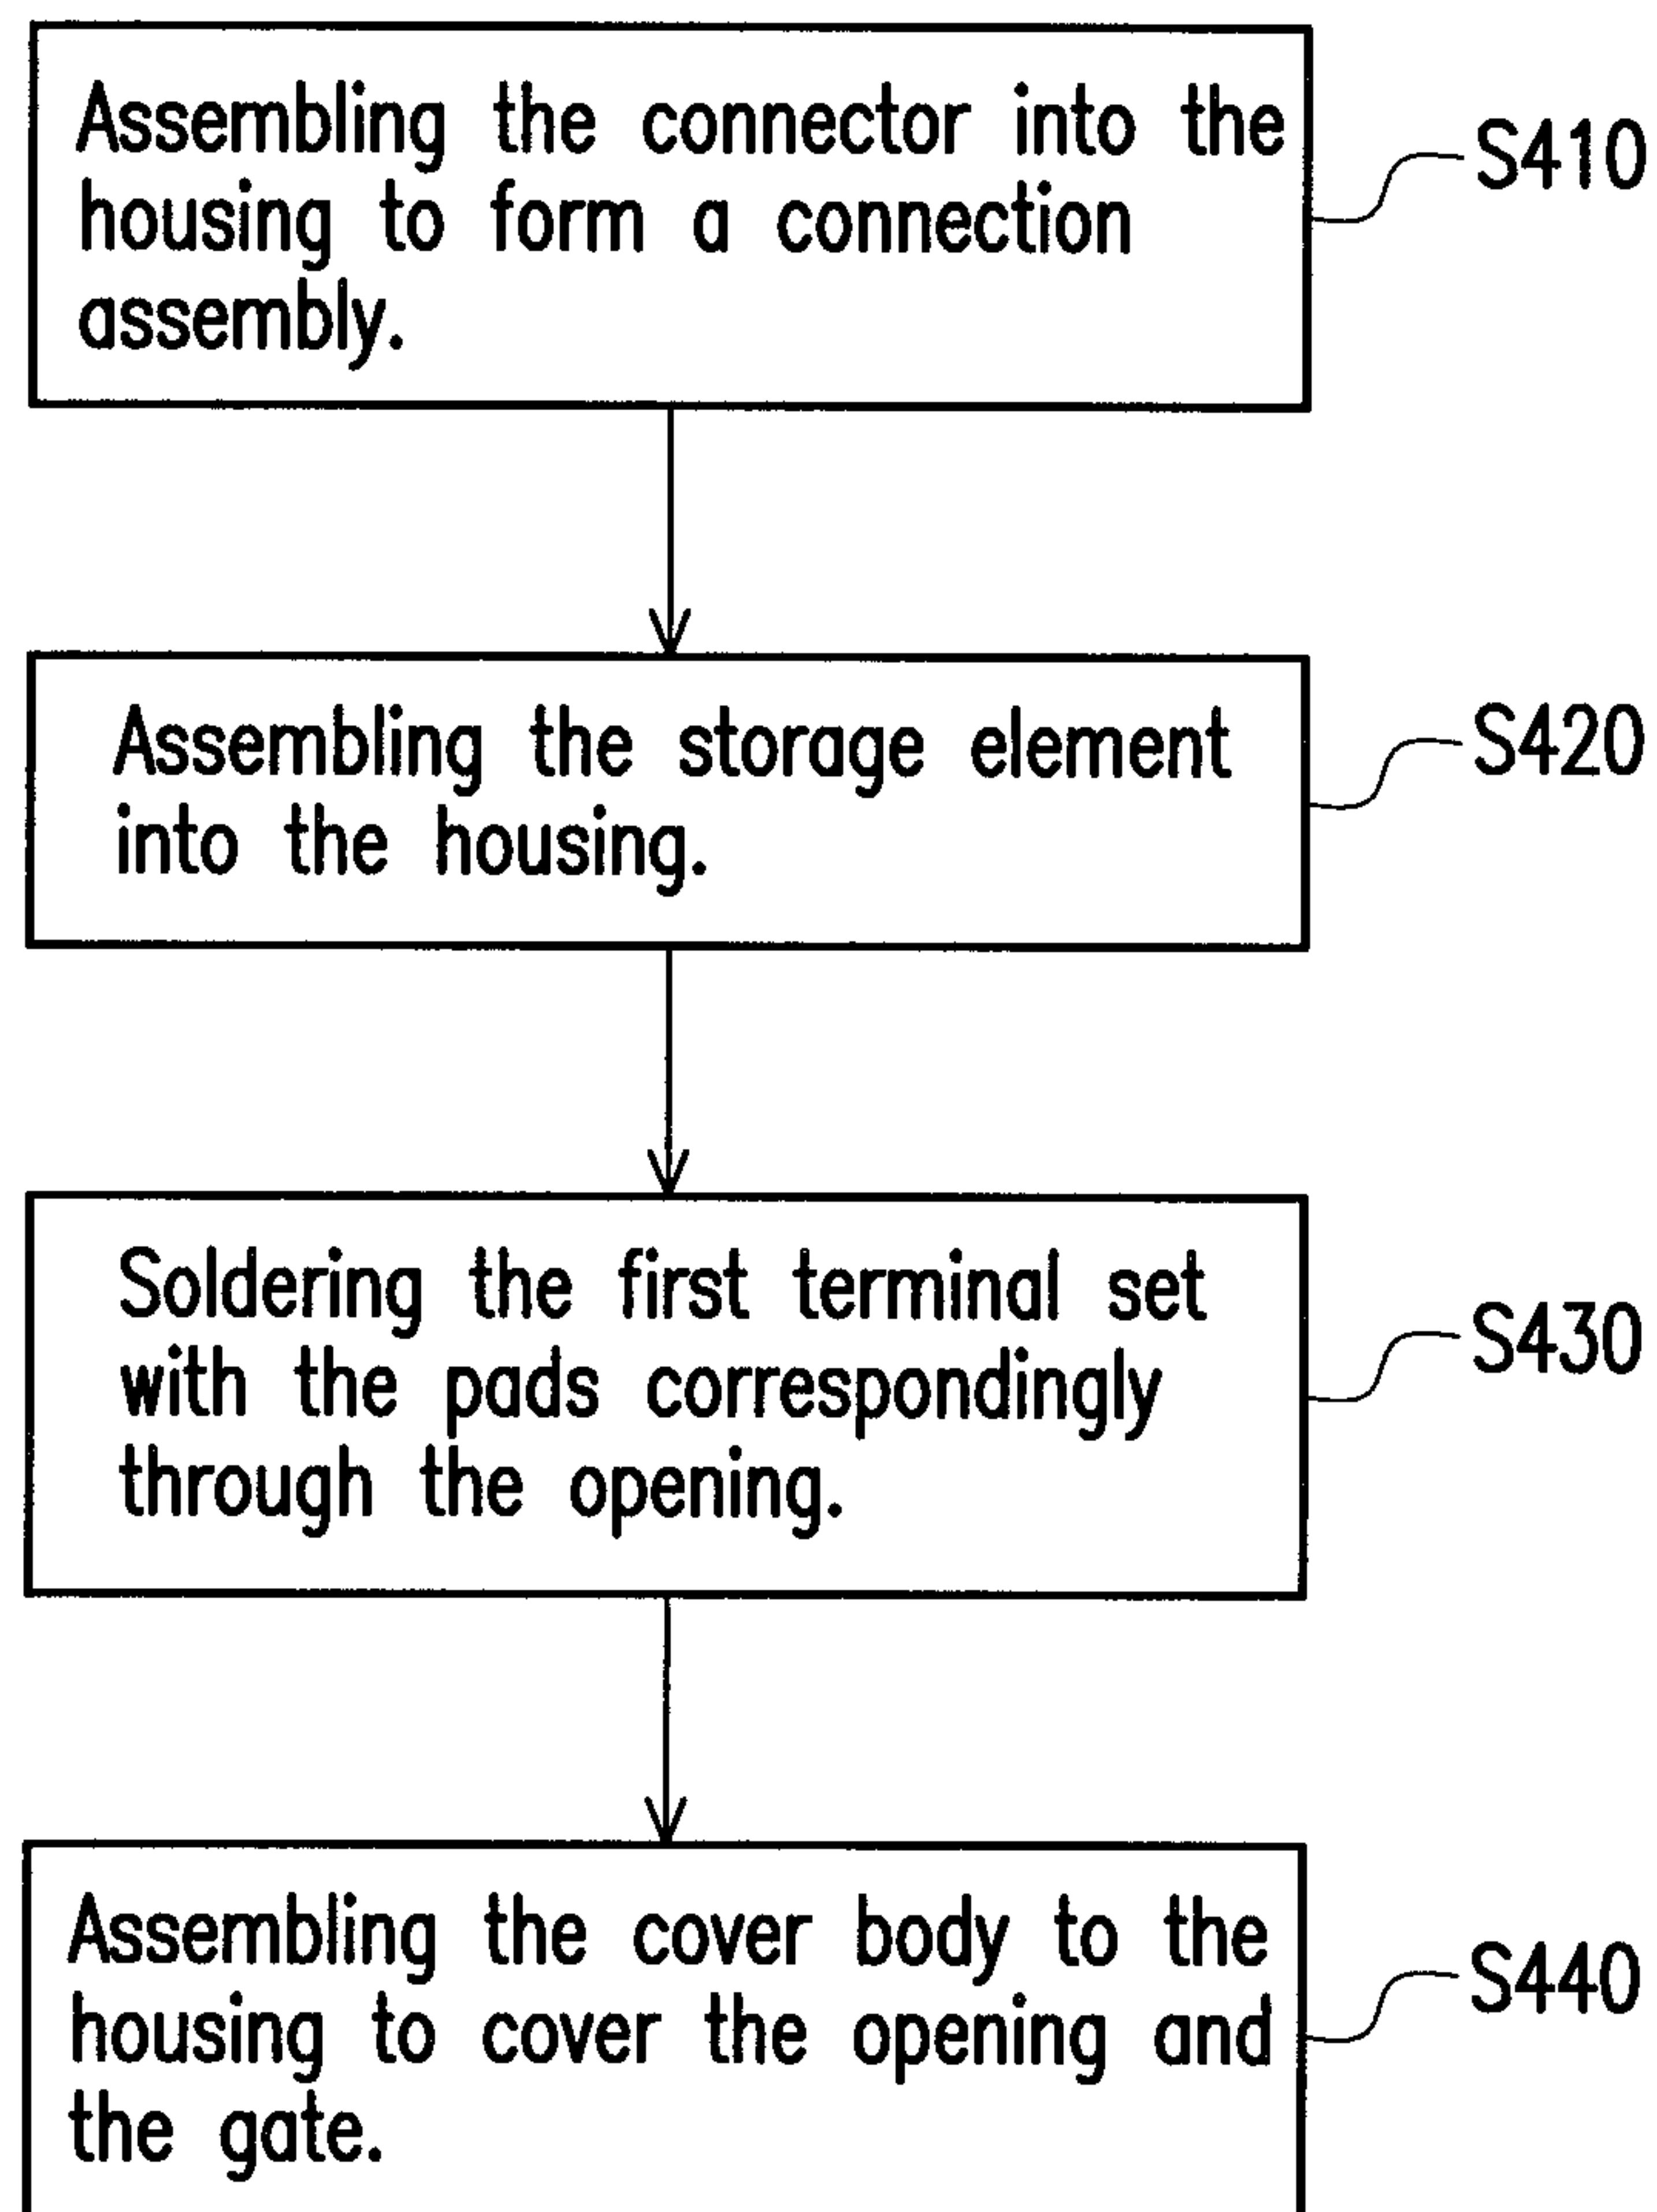 Assembling the connector into the
housing to form a connection
assembly.
S410
Assembling the storage element
into the housing.
S420
Soldering the first terminal set
with the pads correspondingly
through the opening.
S430
Assembling the cover body to the
housing to cover the opening and
the gate.
S440